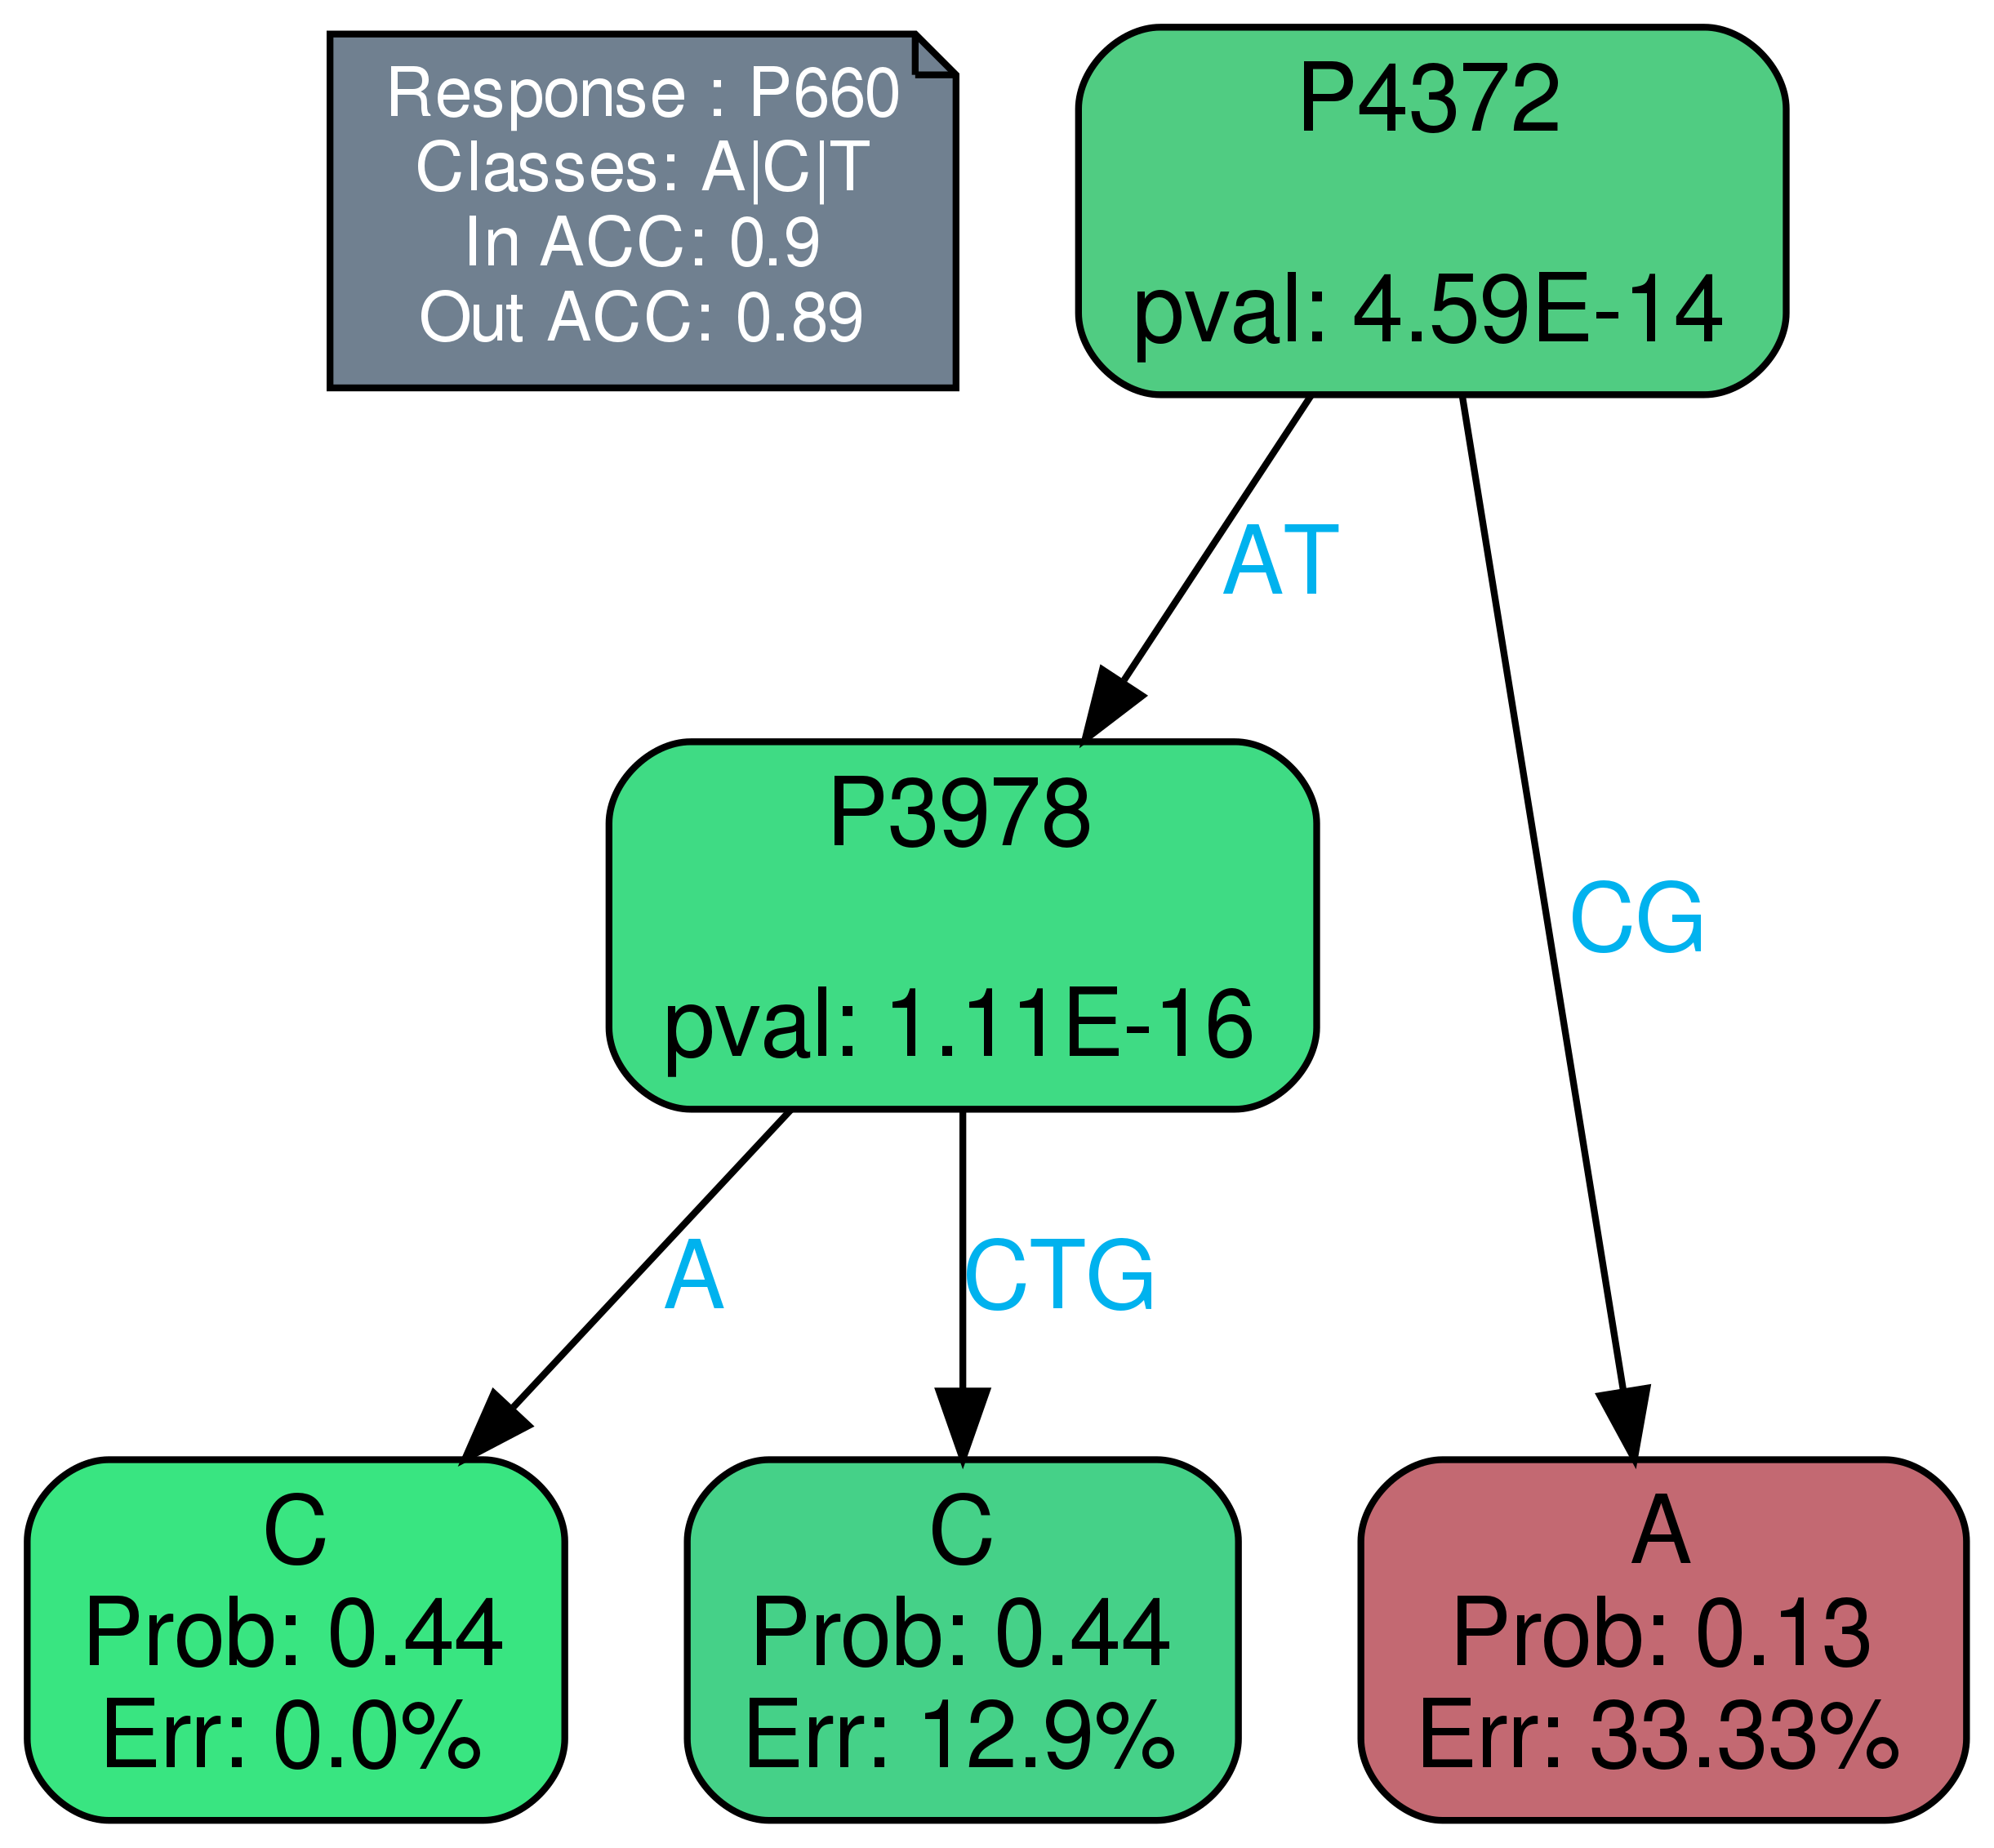 Response : P660
Classes: A|C|T
In ACC: 0.9
Out ACC: 0.89
P4372
pval: 4.59E-14
AT
CG
P3978
pval: 1.11E-16
A
CTG
C
Prob: 0.44
Err: 0.0%
C
Prob: 0.44
Err: 12.9%
A
Prob: 0.13
Err: 33.33%